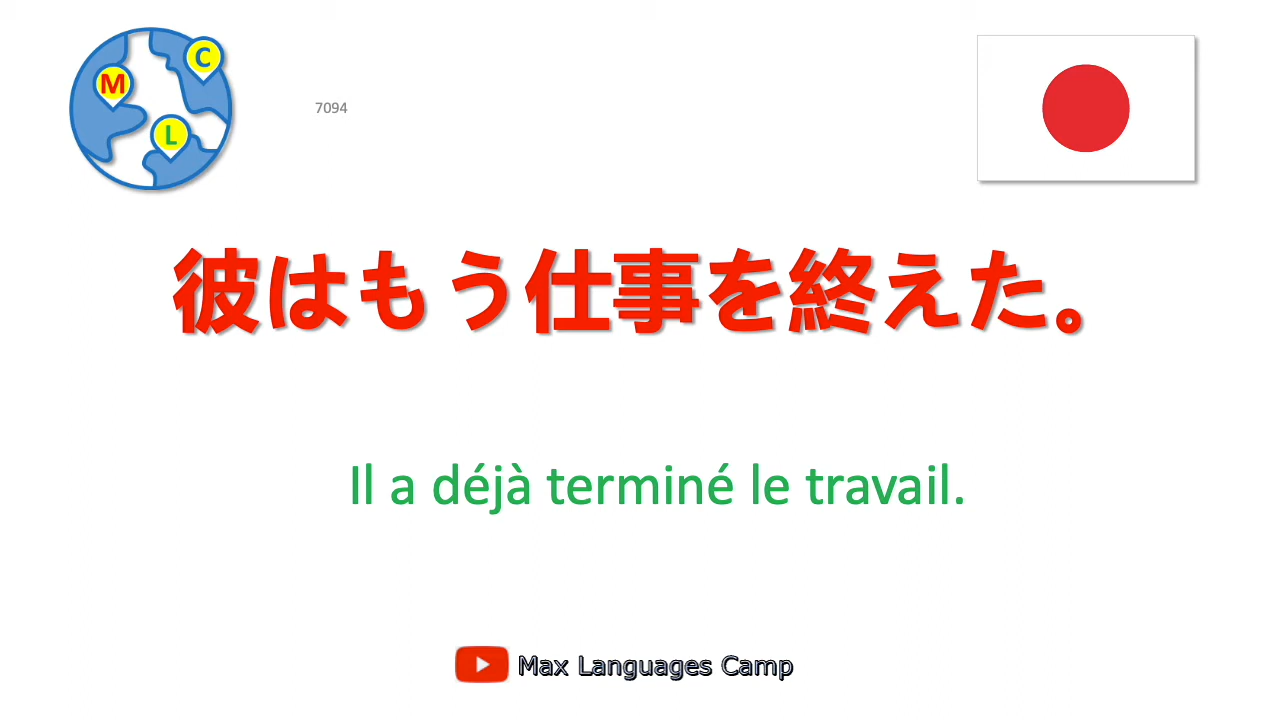 C
M
L
7094
彼はもう仕事を終えた。
Il a déjà terminé le travail.
Max Languages Camp